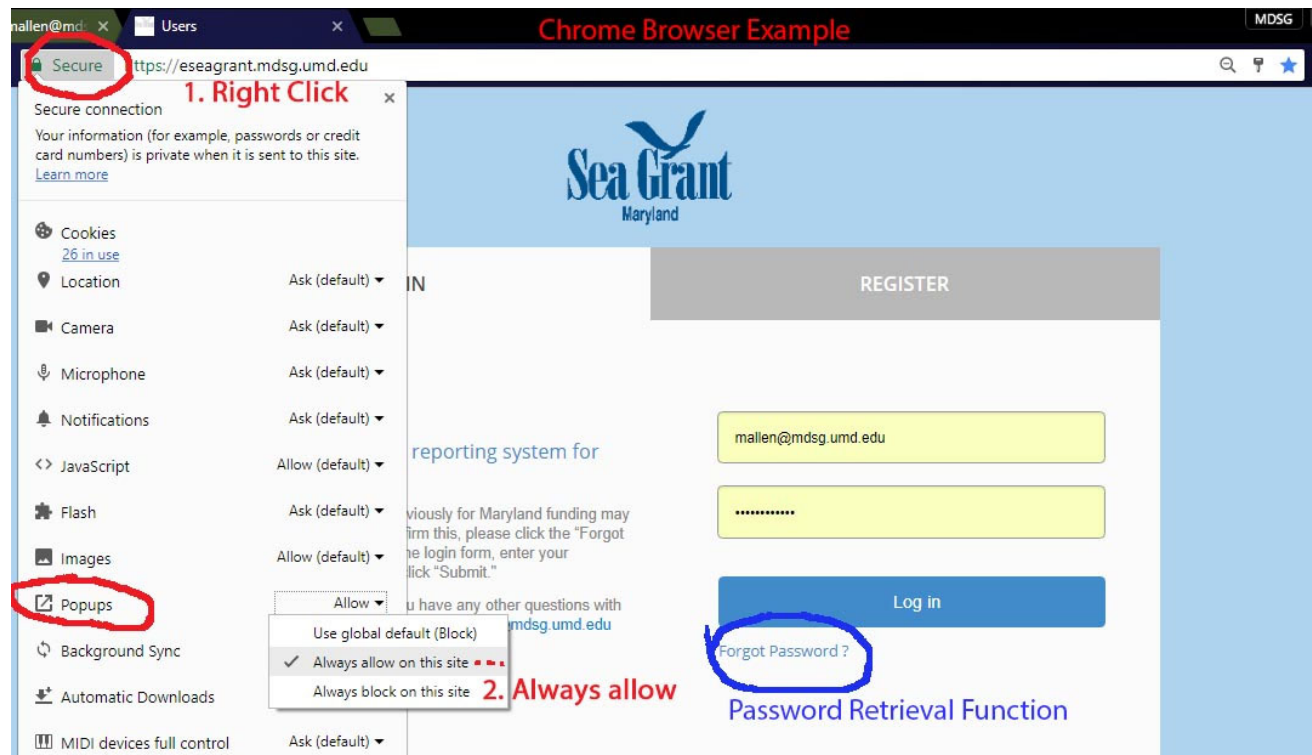 nallen@md
Users
Chrome Browser Example
MDSG
Secure
ttps://eseagrant.mdsg.umd.edu
1. Right Click
Secure connection
Your information (for example, passwords or credit
card numbers) is private when it is sent to this site.
Learn more
Cookies
26 in use
Location Ask (default)
Camera Ask (default)
Microphone Ask (default)
Notifications Ask (default)
JavaScript Allow (default)
Flash Ask (default)
Images Allow (default)
Popups Allow
Use global default (Block)
Always allow on this site
Always block on this site
2. Always allow
Background Sync
Automatic Downloads
MIDI devices full control Ask (default)
Sea Grant
Maryland
IN
REGISTER
reporting system for
viously for Maryland funding may
firm this, please click the "Forgot
he login form, enter your
lick "Submit."
u have any other questions with
mdsg.umd.edu
mallen@mdsg.umd.edu
Log in
Forgot Password ?
Password Retrieval Function